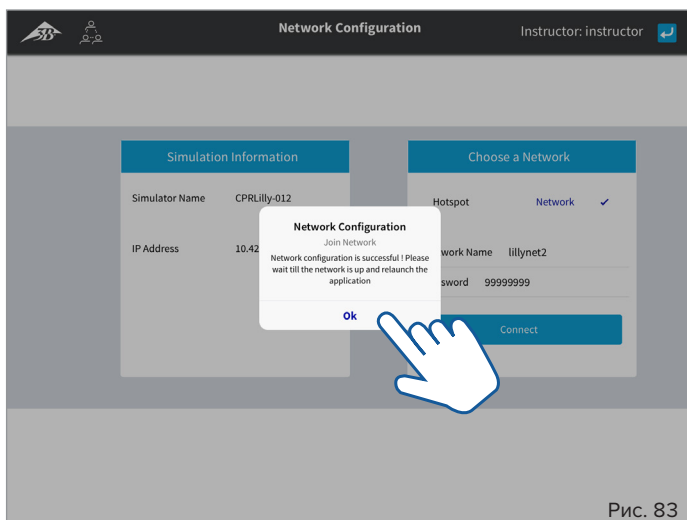 3B
Network Configuration
Instructor: instructor
Simulation Information
Simulator Name CPRLilly-012
IP Address 10.42
Choose a Network
Hotspot Network ✓
work Name lillynet2
sword 99999999
Connect
Network Configuration
Join Network
Network configuration is successful ! Please
wait till the network is up and relaunch the
application
Ok
Рис. 83